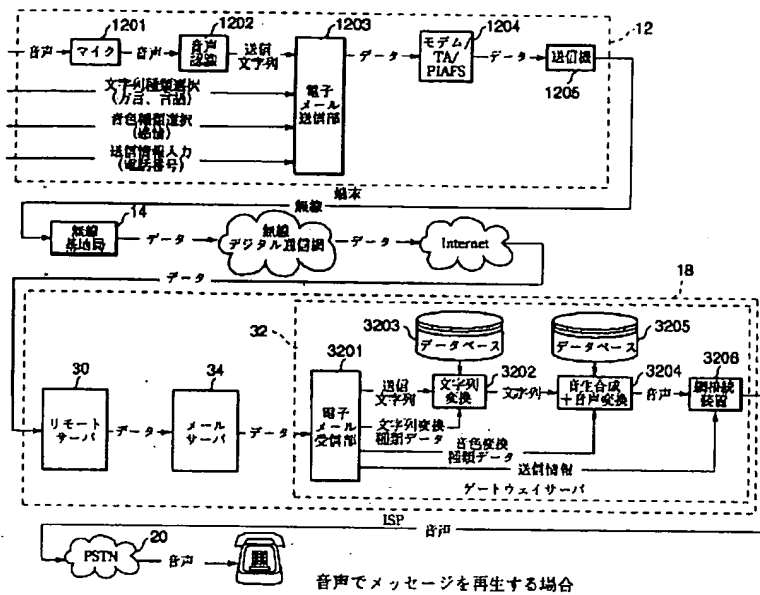 1201
1202
1203
1204
12
音声
マイク
音声
音声
認識
送信
文字列
電子
メール
送信部
データ
モデム/
TA/
PIAFS
データ
送信機
1205
文字列種類選択
(方言、言語)
音色種類選択
(感情)
送信情報入力
(電話番号)
端末
無線
14
無線
基地局
データ
無線
デジタル通信網
データ
Internet
データ
18
32
3203
データベース
3205
データベース
30
リモート
サーバ
データ
34
メール
サーバ
データ
3201
電子
メール
受信部
送信
文字列
3202
文字列
変換
文字列
3204
音声合成
+音声変換
音声
3206
網接続
装置
文字列変換
種類データ
音色変換
種類データ
送信情報
ゲートウェイサーバ
ISP
音声
20
PSTN
音声
音声でメッセージを再生する場合